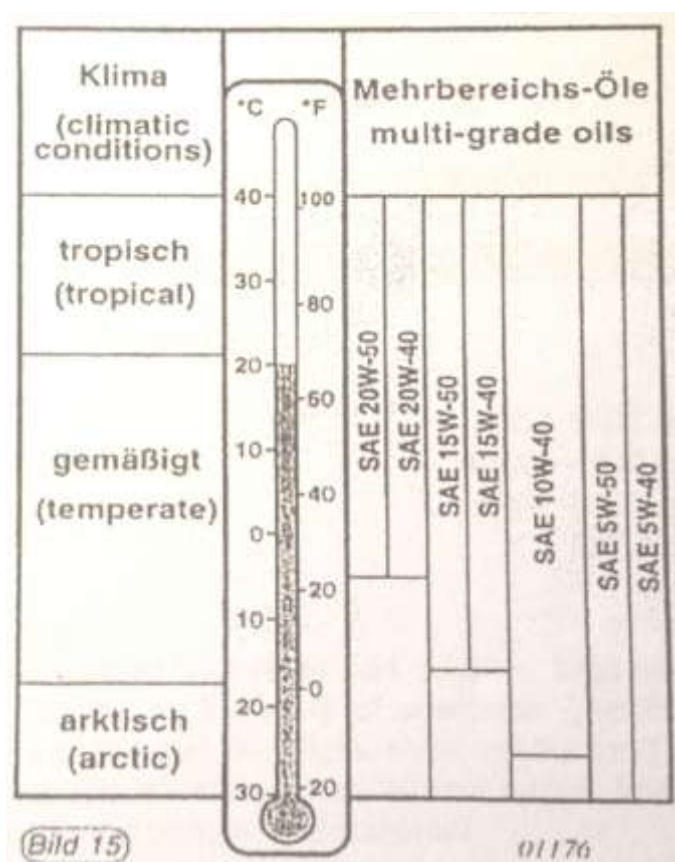 Klima
(climatic
conditions)
°C
°F
Mehrbereichs-Öle
multi-grade oils
tropisch
(tropical)
gemäßigt
(temperate)
arktisch
(arctic)
40
30
20
10
0
10
20
30
100
80
60
40
20
0
20
SAE 20W-50
SAE 20W-40
SAE 15W-50
SAE 15W-40
SAE 10W-40
SAE 5W-50
SAE 5W-40
Bild 15
01176